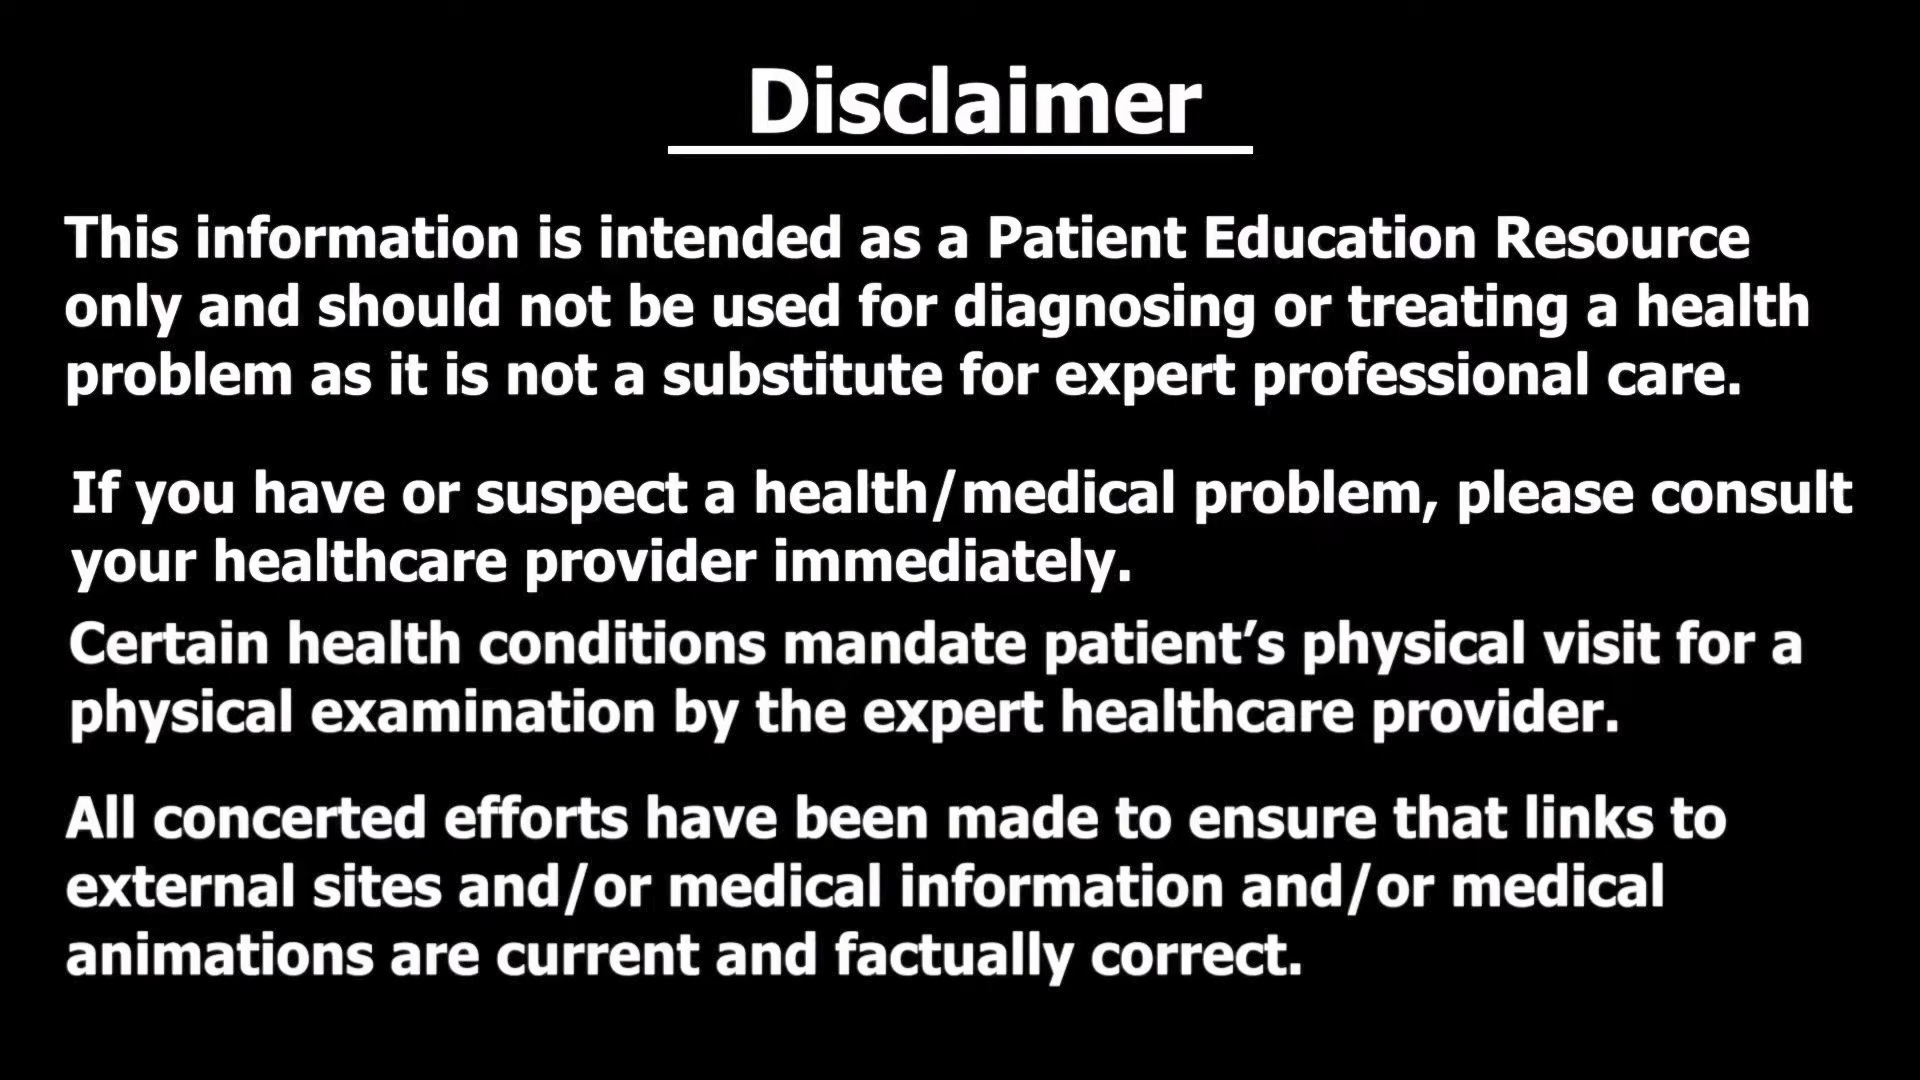 Disclaimer
This information is intended as a Patient Education Resource
only and should not be used for diagnosing or treating a health
problem as it is not a substitute for expert professional care.
If you have or suspect a health/medical problem, please consult
your healthcare provider immediately.
Certain health conditions mandate patient’s physical visit for a
physical examination by the expert healthcare provider.
All concerted efforts have been made to ensure that links to
external sites and/or medical information and/or medical
animations are current and factually correct.